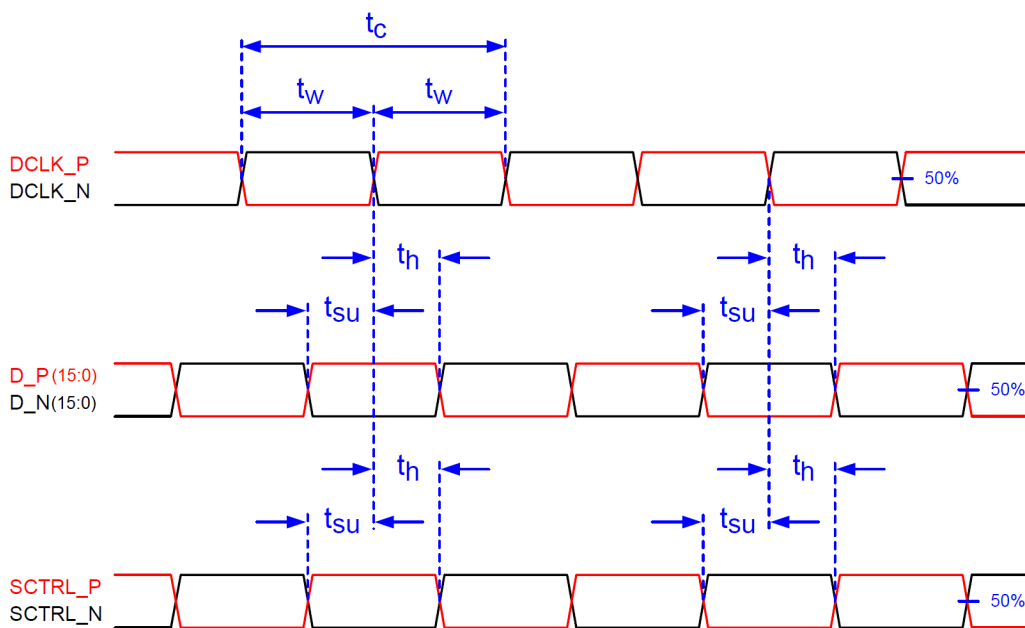 tc
tw tw
DCLK_P
DCLK_N
50%
th th
tsu tsu
D_P(15:0)
D_N(15:0)
50%
th th
tsu tsu
SCTRL_P
SCTRL_N
50%